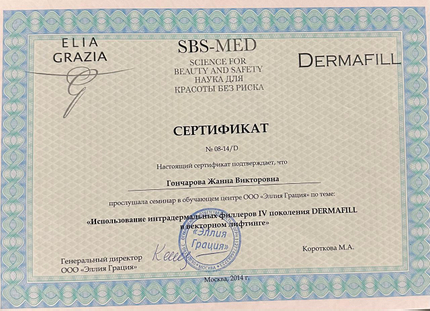 ELIA
GRAZIA
SBS-MED
SCIENCE FOR
BEAUTY AND SAFETY
НАУКА ДЛЯ
КРАСОТЫ БЕЗ РИСКА
DERMAFILL
СЕРТИФИКАТ
№ 08-14/D
Настоящий сертификат подтверждает, что
Гончарова Жанна Викторовна
прослушала семинар в обучающем центре ООО «Эллия Грация» по теме:
«Использование интрадермальных филлеров IV поколения DERMAFILL
в векторном лифтинге»
«Эллия
Грация»
Генеральный директор
ООО «Эллия Грация»
Короткова М.А.
Москва, 2014 г.